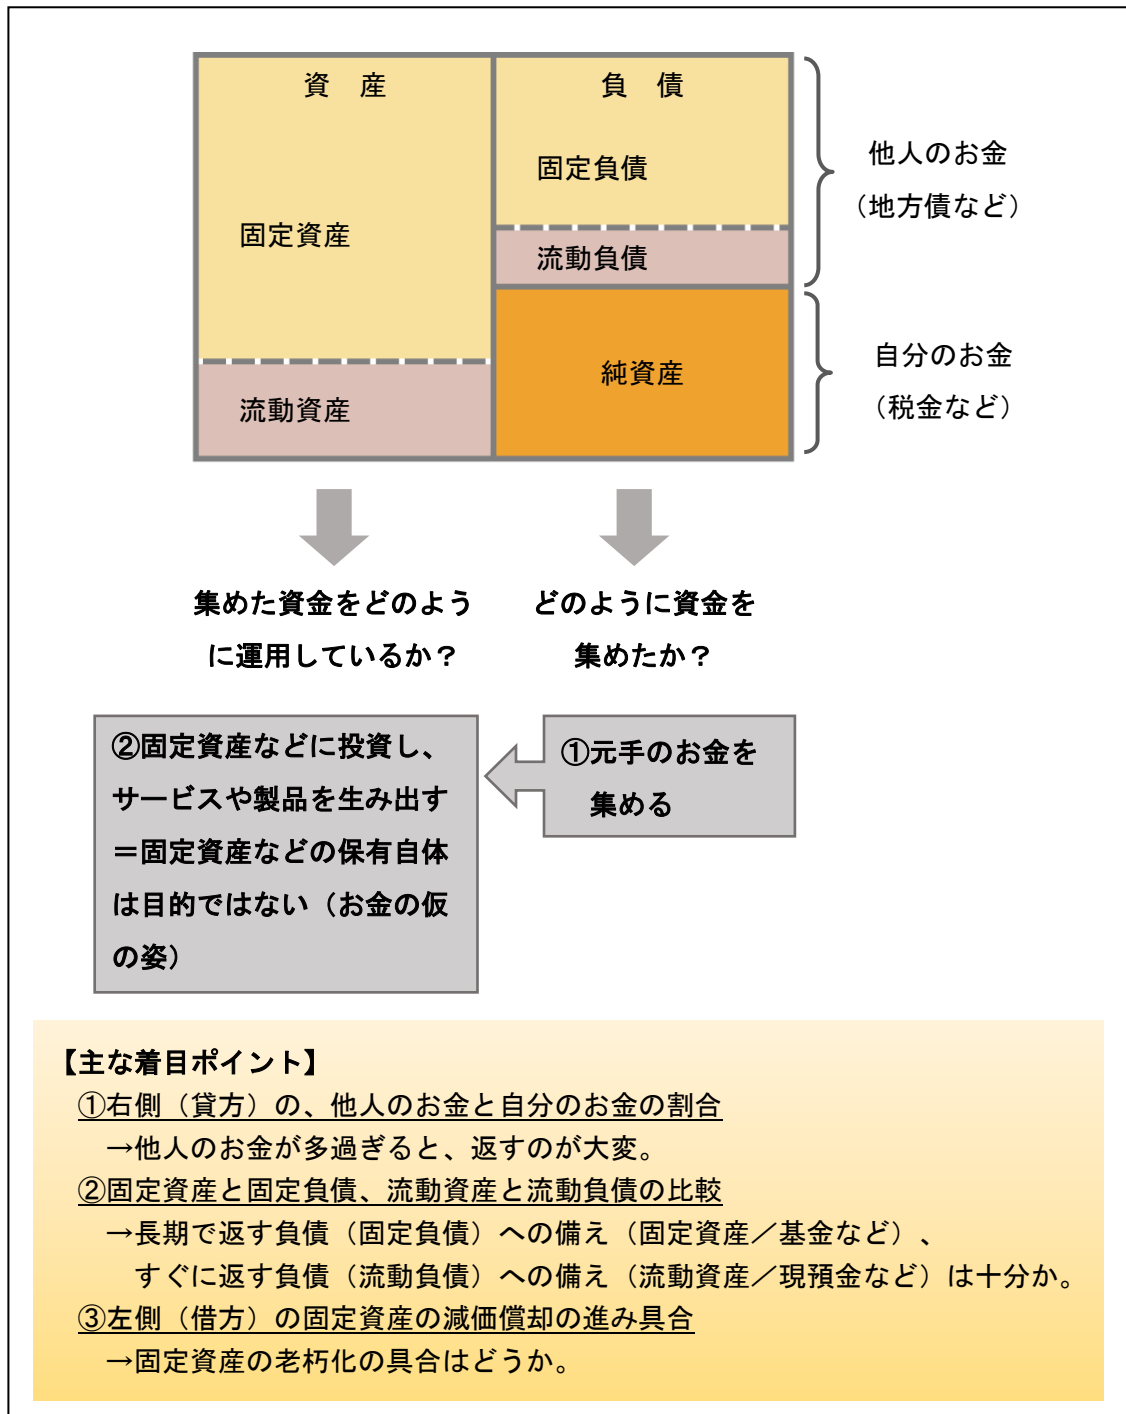 資　産
負　債
固定負債
固定資産
流動負債
流動資産
純資産
他人のお金
（地方債など）
自分のお金
（税金など）
集めた資金をどのよう
に運用しているか？
どのように資金を
集めたか？
②固定資産などに投資し、
サービスや製品を生み出す
＝固定資産などの保有自体
は目的ではない（お金の仮
の姿）
①元手のお金を
集める
【主な着目ポイント】
①右側（貸方）の、他人のお金と自分のお金の割合
→他人のお金が多過ぎると、返すのが大変。
②固定資産と固定負債、流動資産と流動負債の比較
→長期で返す負債（固定負債）への備え（固定資産／基金など）、
すぐに返す負債（流動負債）への備え（流動資産／現預金など）は十分か。
③左側（借方）の固定資産の減価償却の進み具合
→固定資産の老朽化の具合はどうか。